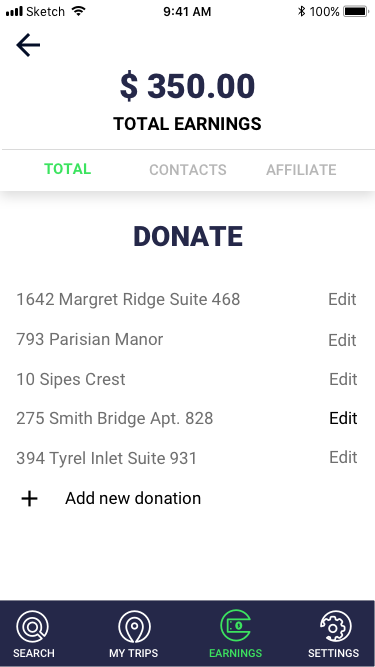 Sketch 9:41 AM 100%
$ 350.00
TOTAL EARNINGS
TOTAL CONTACTS AFFILIATE
DONATE
1642 Margret Ridge Suite 468 Edit
793 Parisian Manor Edit
10 Sipes Crest Edit
275 Smith Bridge Apt. 828 Edit
394 Tyrel Inlet Suite 931 Edit
+ Add new donation
SEARCH MY TRIPS EARNINGS SETTINGS